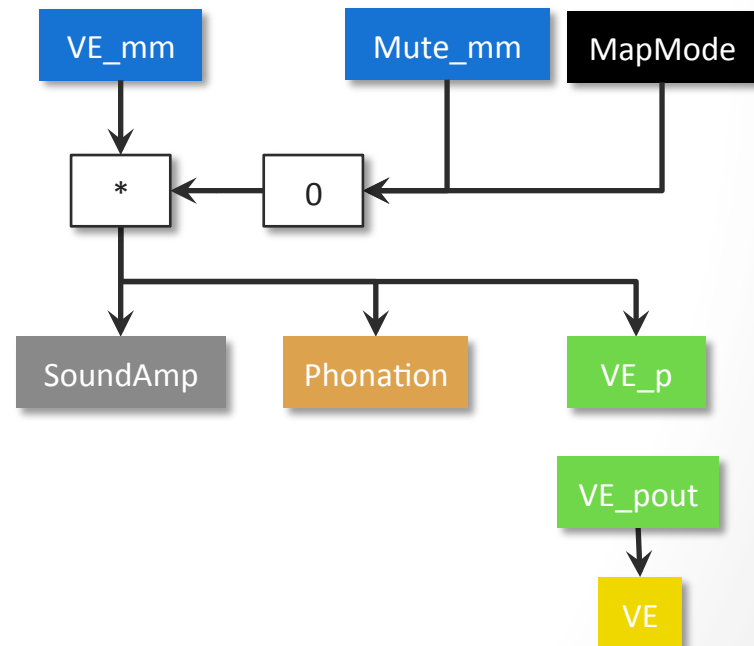 VE_mm
Mute_mm
MapMode
*
0
SoundAmp
Phonation
VE_p
VE_pout
VE